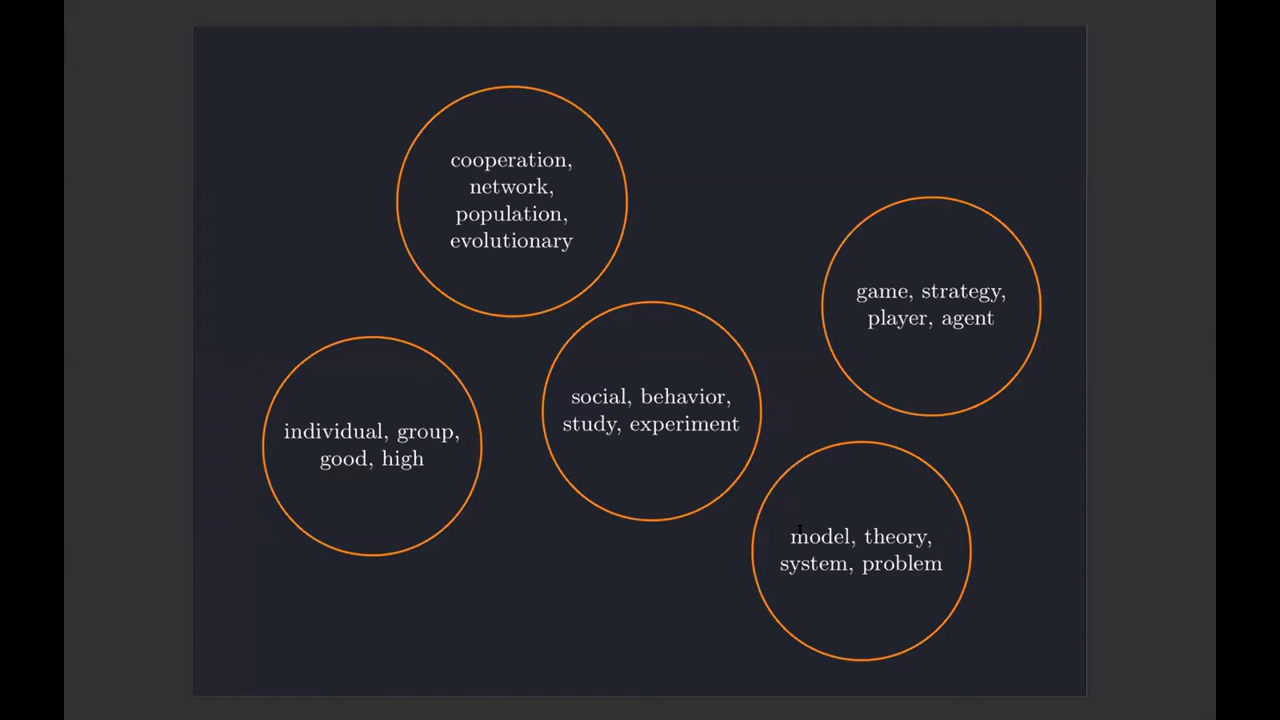 cooperation,
network,
population,
evolutionary
game, strategy,
player, agent
social, behavior,
study, experiment
individual, group,
good, high
model, theory,
system, problem